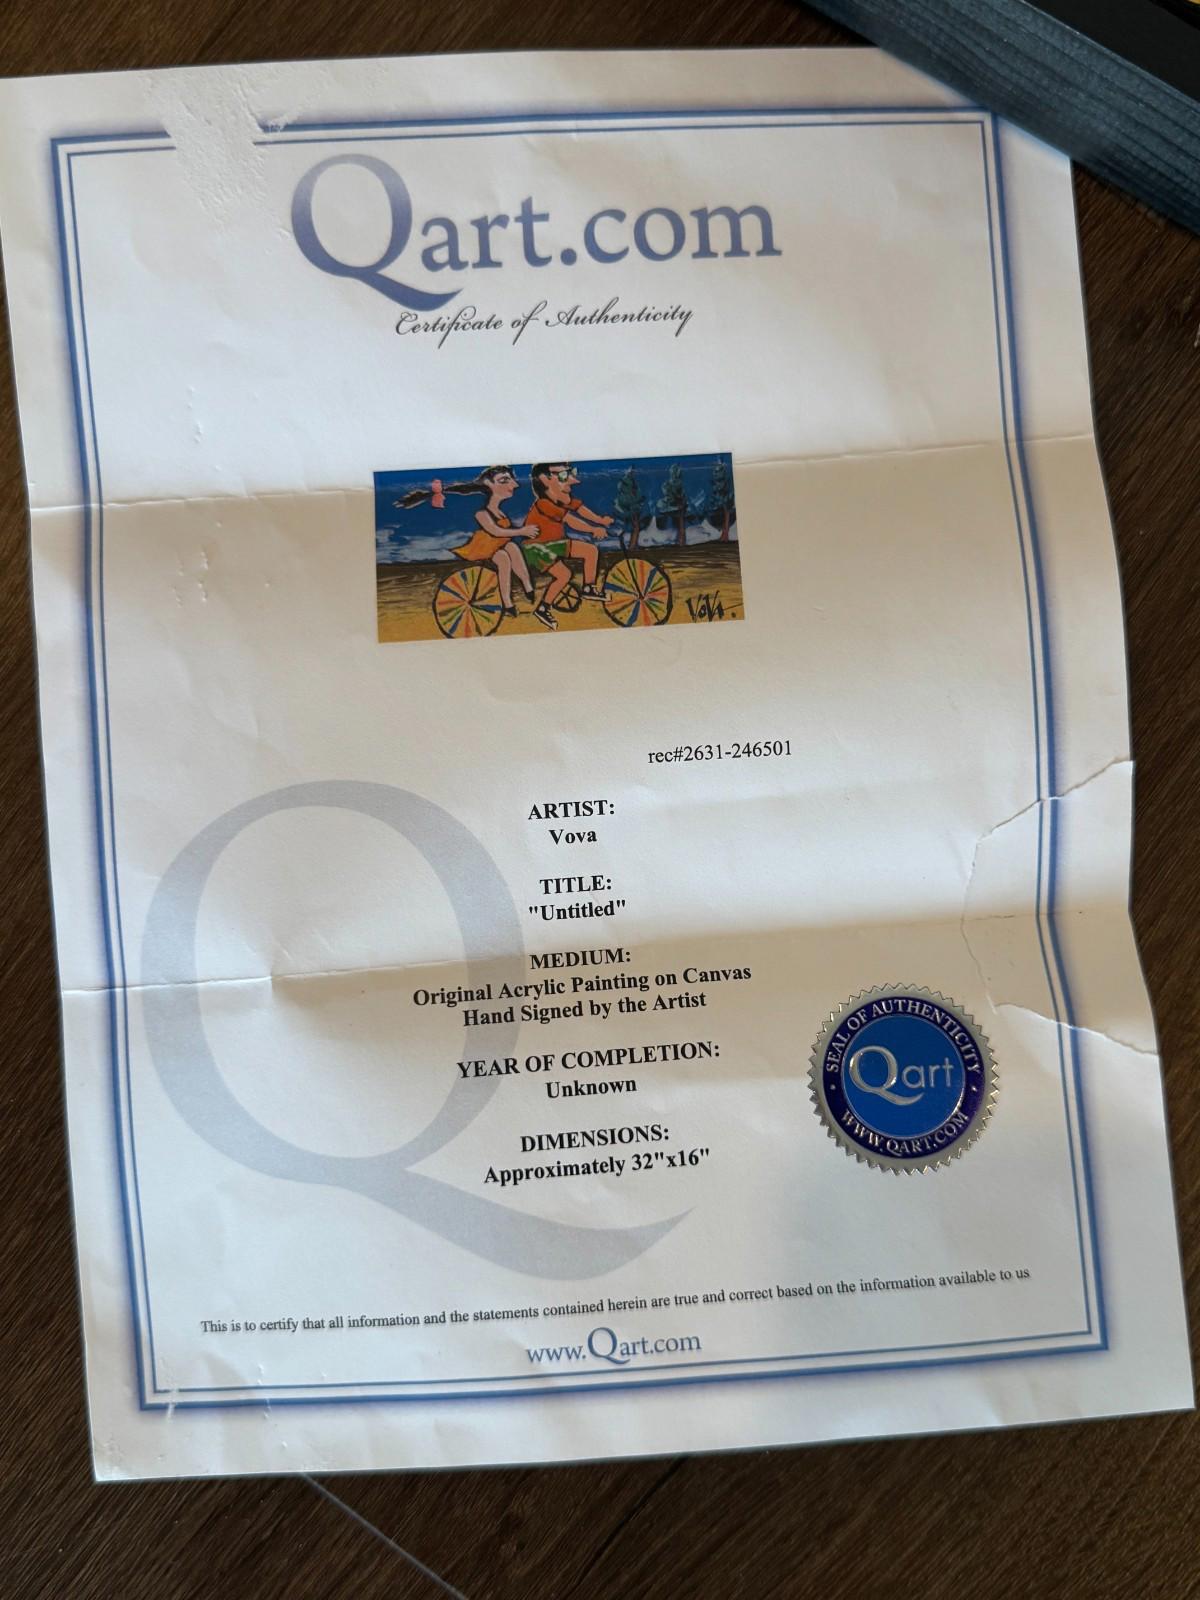 Qart.com
Certificate of Authenticity
VoVA.
rec#2631-246501
ARTIST:
Vova
TITLE:
"Untitled"
MEDIUM:
Original Acrylic Painting on Canvas
Hand Signed by the Artist
YEAR OF COMPLETION:
Unknown
DIMENSIONS:
Approximately 32"x16"
SEAL OF AUTHENTICITY
Qart
WWW.QART.COM
This is to certify that all information and the statements contained herein are true and correct based on the information available to us
www.Qart.com